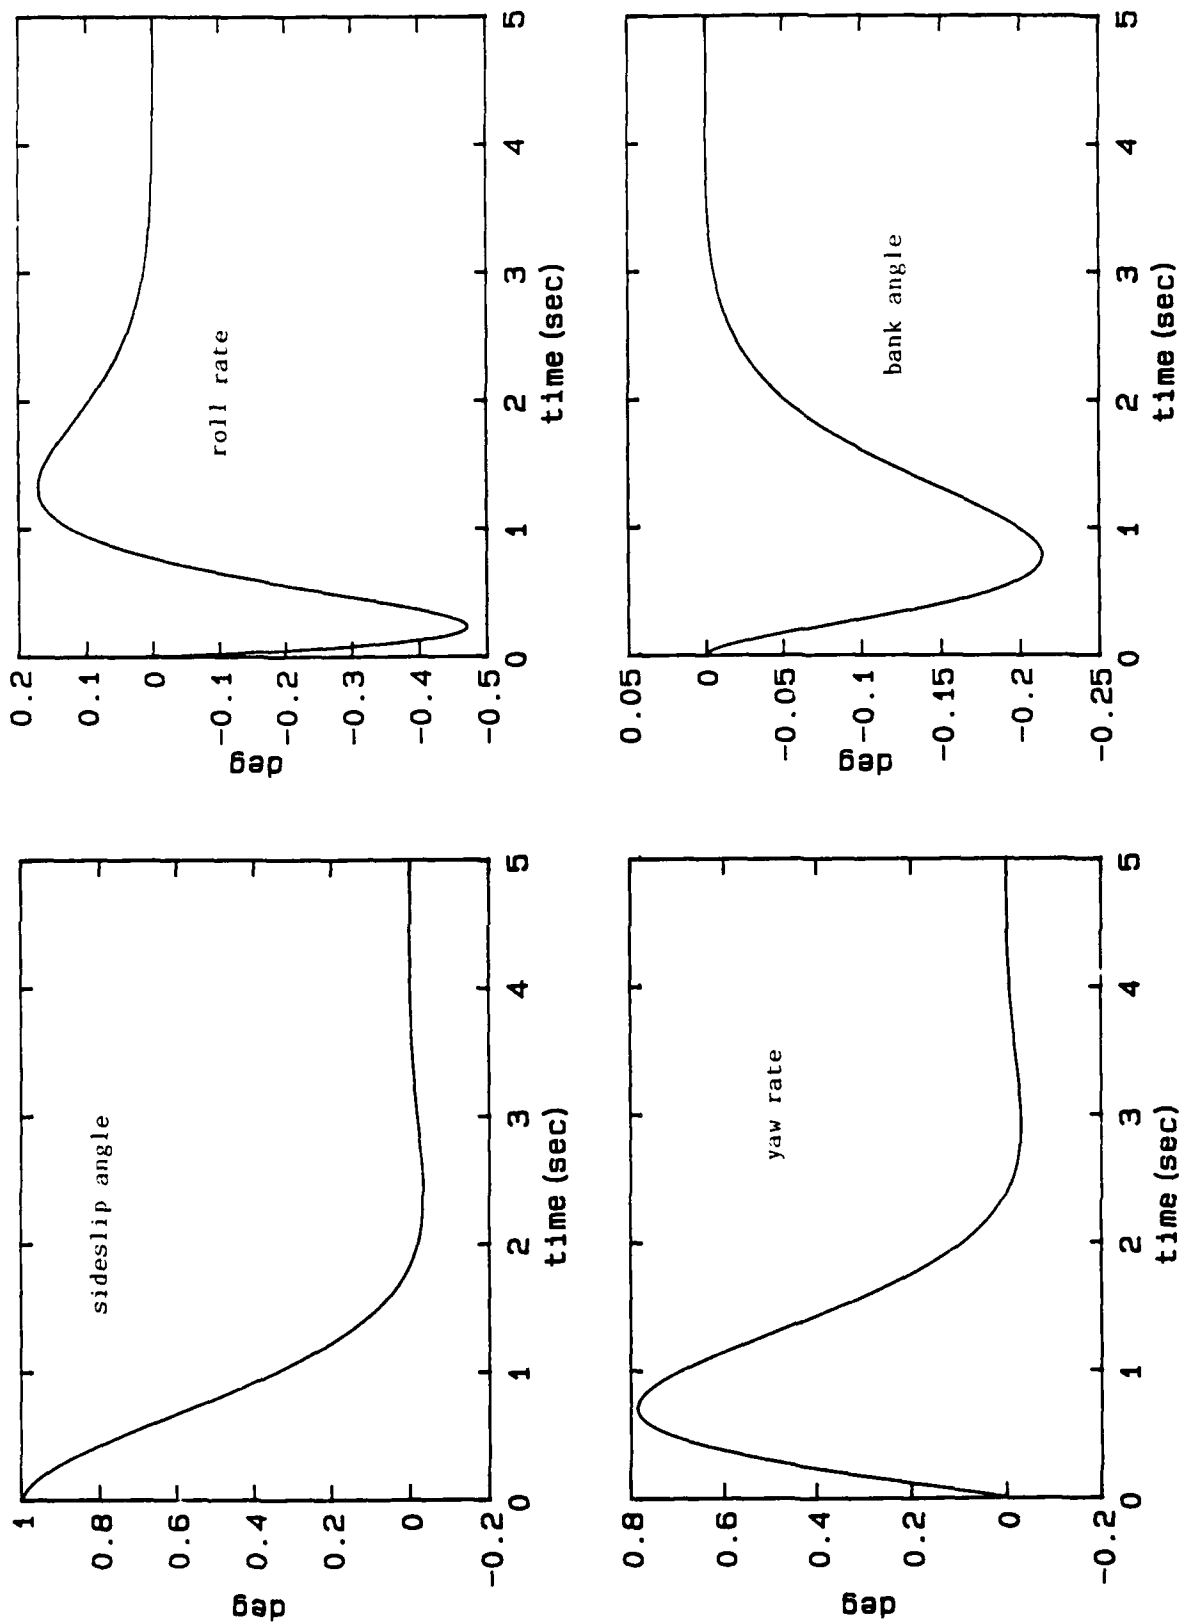 sideslip angle
deg
1
0.8
0.6
0.4
0.2
0
-0.2
0 1 2 3 4 5
time (sec)
roll rate
deg
0.2
0.1
0
-0.1
-0.2
-0.3
-0.4
-0.5
0 1 2 3 4 5
time (sec)
yaw rate
deg
0.8
0.6
0.4
0.2
0
-0.2
0 1 2 3 4 5
time (sec)
bank angle
deg
0.05
0
-0.05
-0.1
-0.15
-0.2
-0.25
0 1 2 3 4 5
time (sec)